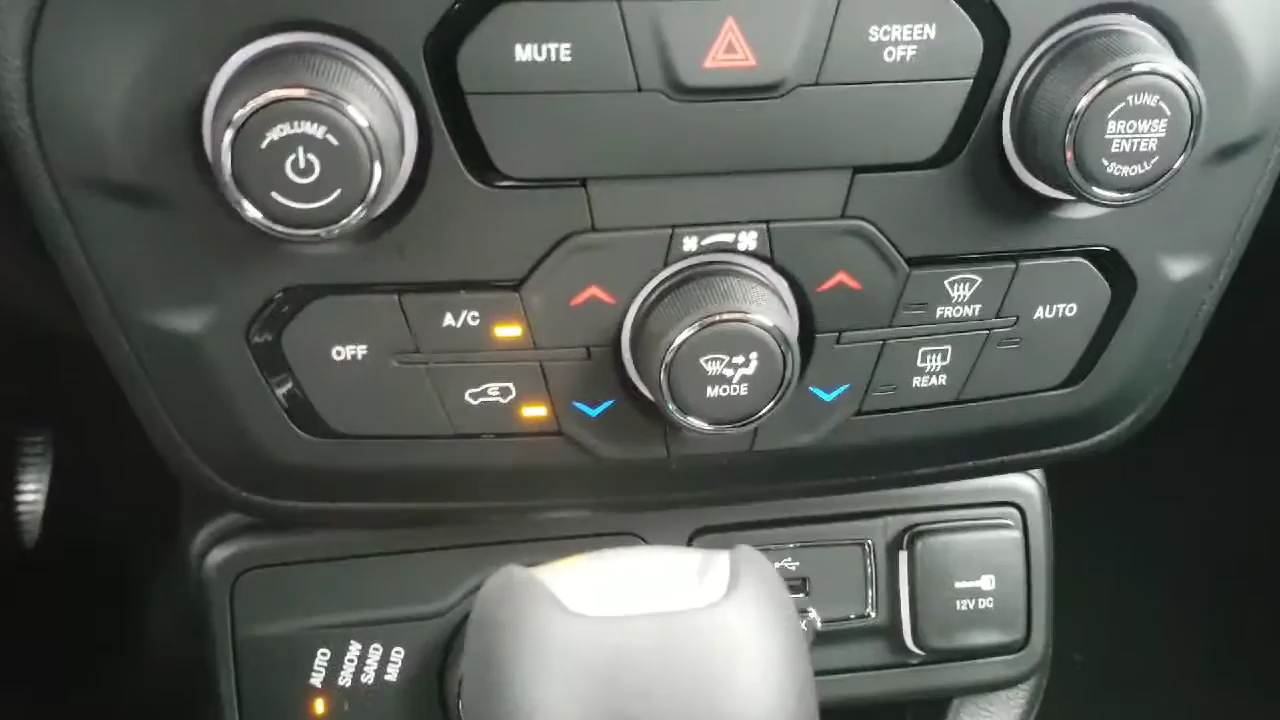 MUTE
SCREEN
OFF
VOLUME
TUNE
BROWSE
ENTER
SCROLL
OFF
A/C
MODE
FRONT
REAR
AUTO
12V DC
AUTO
SNOW
SAND
MUD